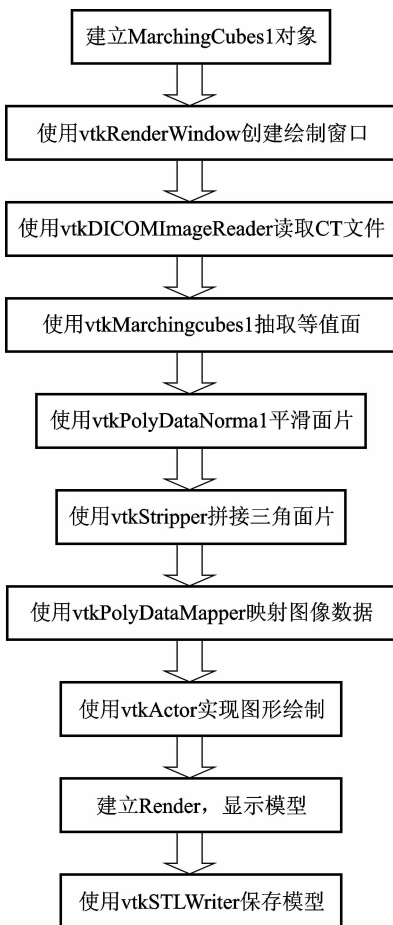 建立MarchingCubes1对象
使用vtkRenderWindow创建绘制窗口
使用vtkDICOMImageReader读取CT文件
使用vtkMarchingcubes1抽取等值面
使用vtkPolyDataNorma1平滑面片
使用vtkStripper拼接三角面片
使用vtkPolyDataMapper映射图像数据
使用vtkActor实现图形绘制
建立Render，显示模型
使用vtkSTLWriter保存模型